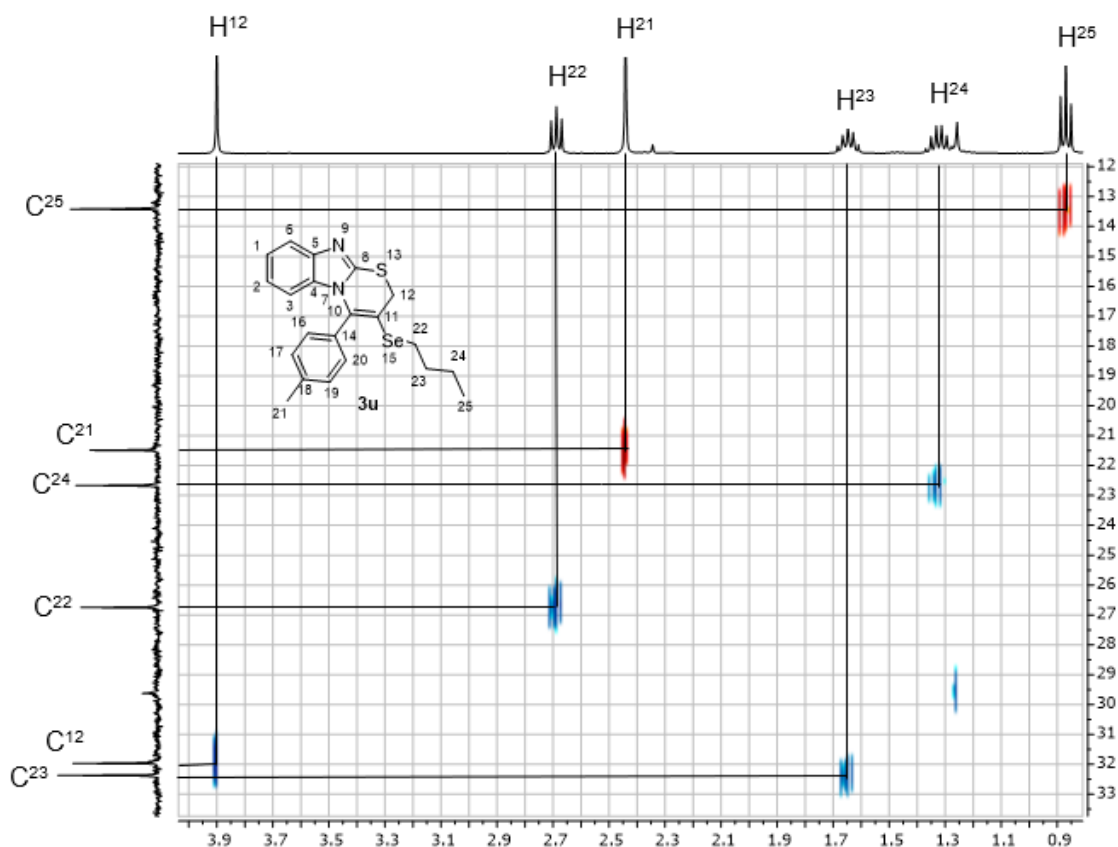 H¹²
H²²
H²¹
H²³
H²⁴
H²⁵
C²⁵
C²¹
C²⁴
C²²
C¹²
C²³
6
5
N
9
1
8
S
13
2
4
N
7
12
3
10
11
16
14
Se
15
22
17
20
24
18
19
23
21
3u
25
12
13
14
15
16
17
18
19
20
21
22
23
24
25
26
27
28
29
30
31
32
33
3.9 3.7 3.5 3.3 3.1 2.9 2.7 2.5 2.3 2.1 1.9 1.7 1.5 1.3 1.1 0.9